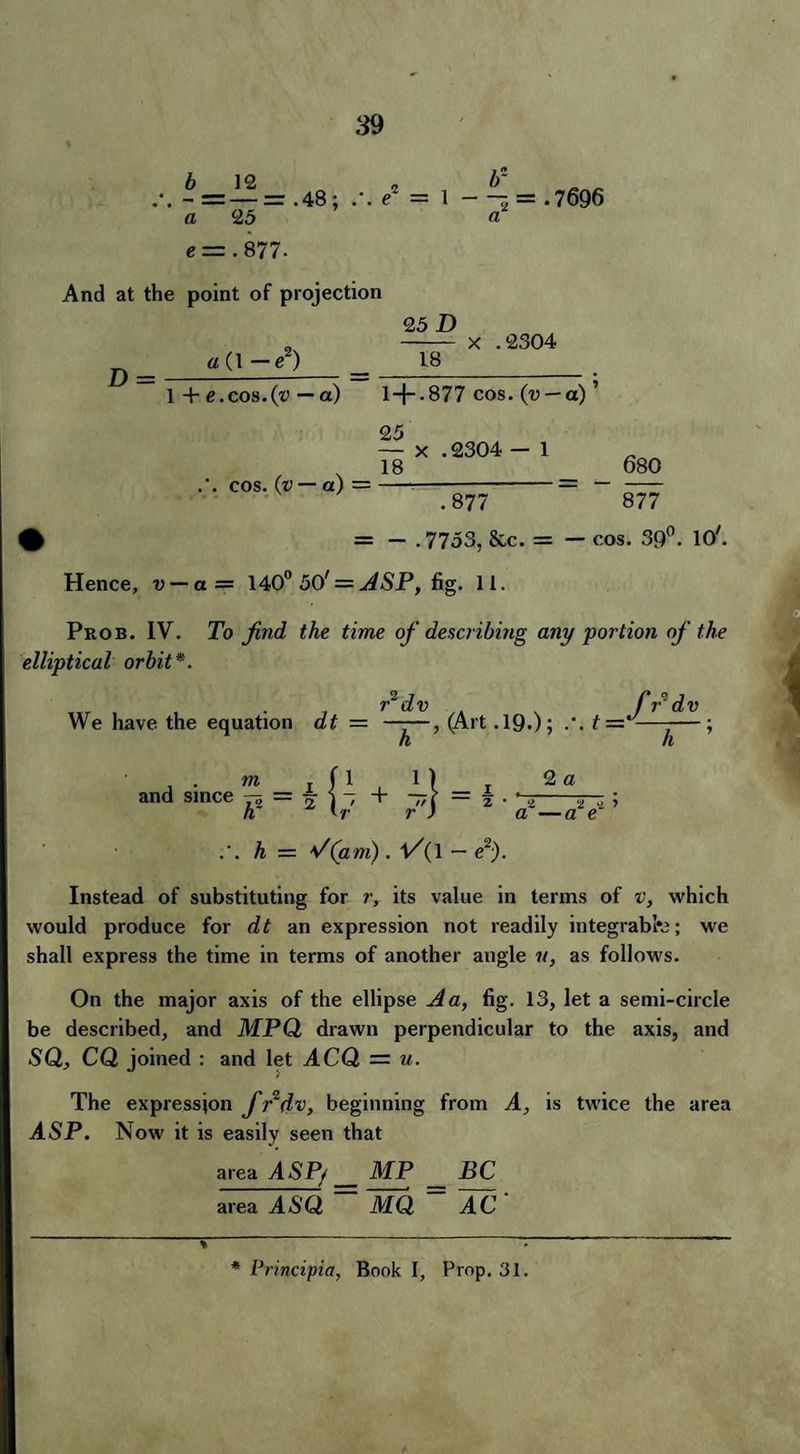 39
∴ b/a = 12/25 = .48; ∴ e² = 1 − b²/a² = .7696
e = .877.
And at the point of projection
D = a(1−e²) / (1 + e.cos.(v − a)) = (25 D/18 × .2304) / (1+.877 cos. (v − a));
∴ cos. (v − a) = (25/18 × .2304 − 1) / .877 = − 680/877
= − .7753, &c. = − cos. 39⁰. 10'.
Hence, v − α = 140⁰ 50' = ASP, fig. 11.
PROB. IV. To find the time of describing any portion of the
elliptical orbit*.
We have the equation dt = r²dv/h, (Art.19.); ∴ t = ∫r²dv/h;
and since m/h² = ½ {1/r' + 1/r''} = ½ . 2a/(a² — a²e²);
∴ h = √(am) . √(1 − e²).
Instead of substituting for r, its value in terms of v, which
would produce for dt an expression not readily integrable; we
shall express the time in terms of another angle u, as follows.
On the major axis of the ellipse Aa, fig. 13, let a semi-circle
be described, and MPQ drawn perpendicular to the axis, and
SQ, CQ joined : and let ACQ = u.
The expression ∫r²dv, beginning from A, is twice the area
ASP. Now it is easily seen that
area ASP/area ASQ = MP/MQ = BC/AC.
* Principia, Book I, Prop. 31.